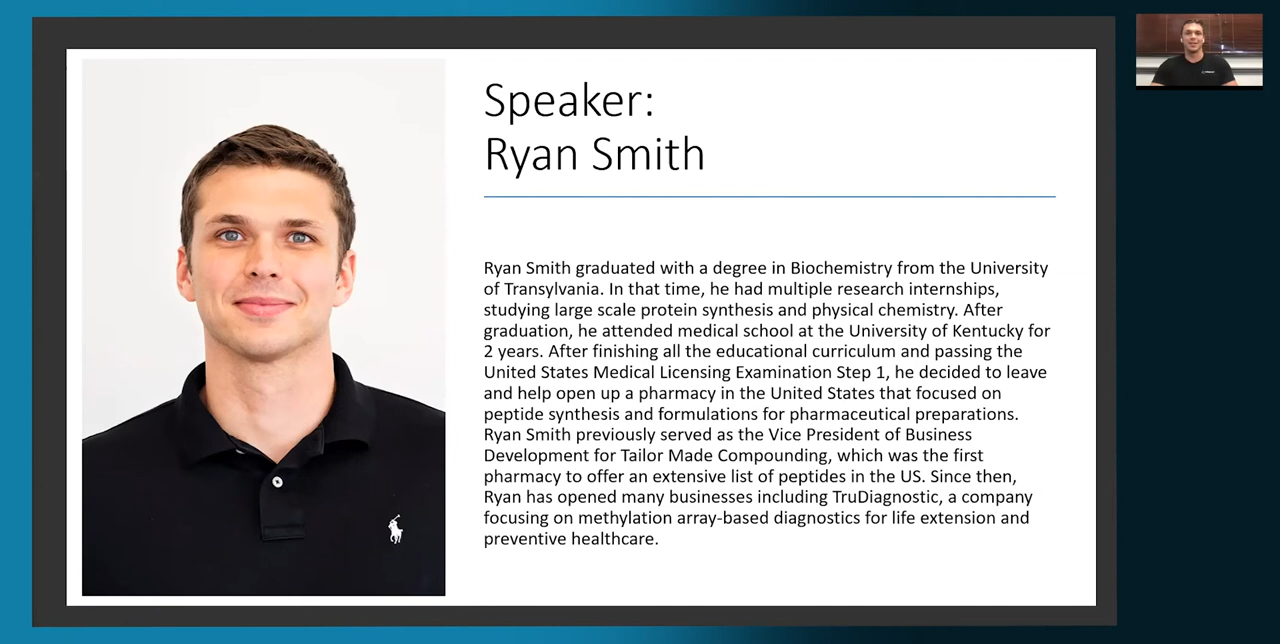 Speaker:
Ryan Smith
Ryan Smith graduated with a degree in Biochemistry from the University
of Transylvania. In that time, he had multiple research internships,
studying large scale protein synthesis and physical chemistry. After
graduation, he attended medical school at the University of Kentucky for
2 years. After finishing all the educational curriculum and passing the
United States Medical Licensing Examination Step 1, he decided to leave
and help open up a pharmacy in the United States that focused on
peptide synthesis and formulations for pharmaceutical preparations.
Ryan Smith previously served as the Vice President of Business
Development for Tailor Made Compounding, which was the first
pharmacy to offer an extensive list of peptides in the US. Since then,
Ryan has opened many businesses including TruDiagnostic, a company
focusing on methylation array-based diagnostics for life extension and
preventive healthcare.